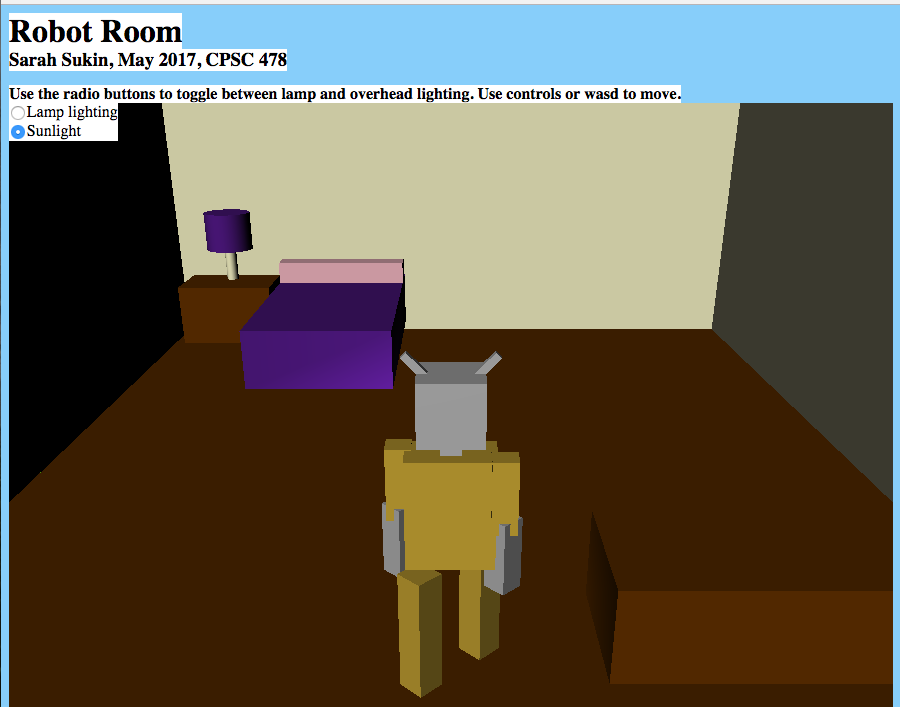 Robot Room
Sarah Sukin, May 2017, CPSC 478
Use the radio buttons to toggle between lamp and overhead lighting. Use controls or wasd to move.
Lamp lighting
Sunlight